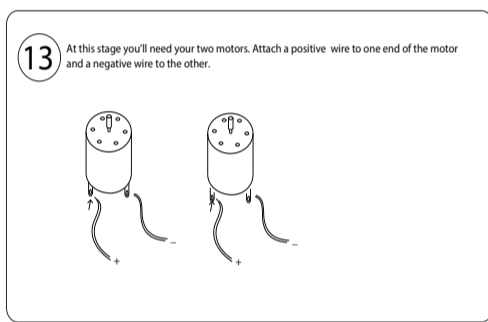 13
At this stage you'll need your two motors. Attach a positive wire to one end of the motor
and a negative wire to the other.
+
–
+
–